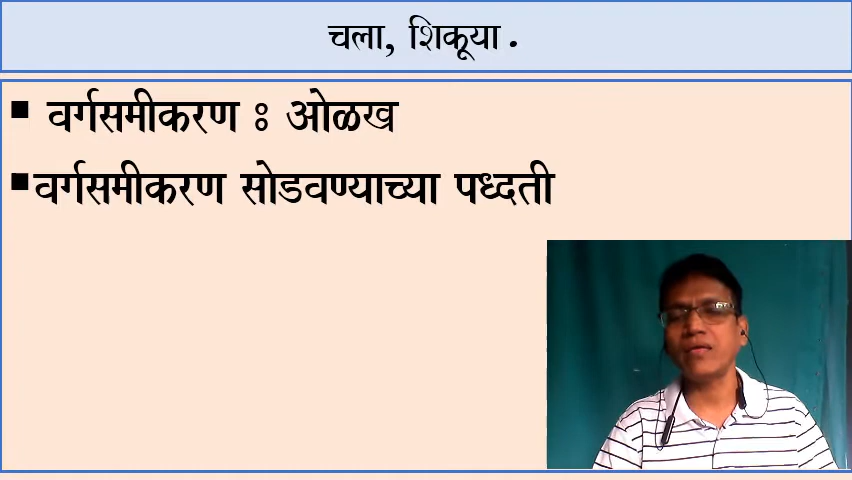 चला, शिकूया .
▪ वर्गसमीकरण : ओळख
▪ वर्गसमीकरण सोडवण्याच्या पध्दती